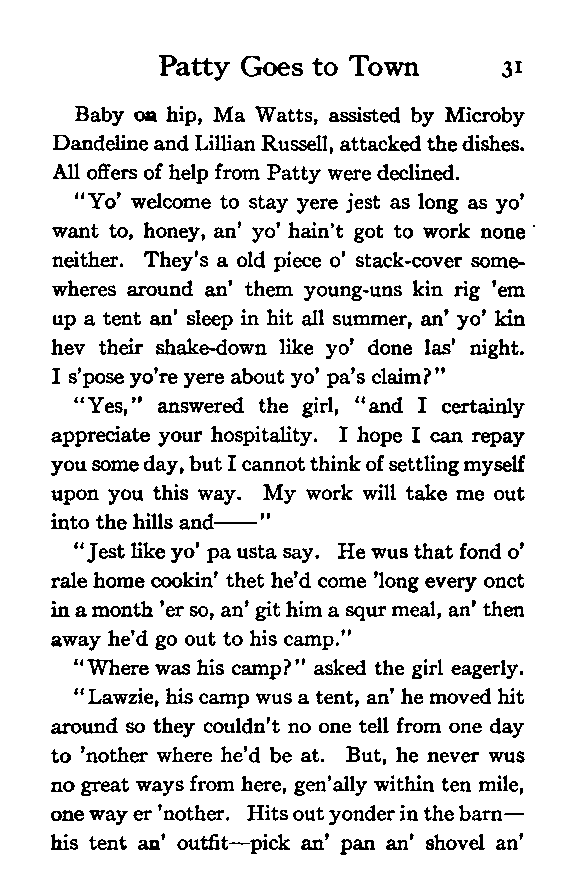 Patty Goes to Town 31
Baby on hip, Ma Watts, assisted by Microby
Dandeline and Lillian Russell, attacked the dishes.
All offers of help from Patty were declined.
"Yo' welcome to stay yere jest as long as yo'
want to, honey, an' yo' hain't got to work none
neither. They's a old piece o' stack-cover some-
wheres around an' them young-uns kin rig 'em
up a tent an' sleep in hit all summer, an' yo' kin
hev their shake-down like yo' done las' night.
I s'pose yo're yere about yo' pa's claim?"
"Yes," answered the girl, "and I certainly
appreciate your hospitality. I hope I can repay
you some day, but I cannot think of settling myself
upon you this way. My work will take me out
into the hills and——"
"Jest like yo' pa usta say. He wus that fond o'
rale home cookin' thet he'd come 'long every onct
in a month 'er so, an' git him a squr meal, an' then
away he'd go out to his camp."
"Where was his camp?" asked the girl eagerly.
"Lawzie, his camp wus a tent, an' he moved hit
around so they couldn't no one tell from one day
to 'nother where he'd be at. But, he never wus
no great ways from here, gen'ally within ten mile,
one way er 'nother. Hits out yonder in the barn—
his tent an' outfit—pick an' pan an' shovel an'